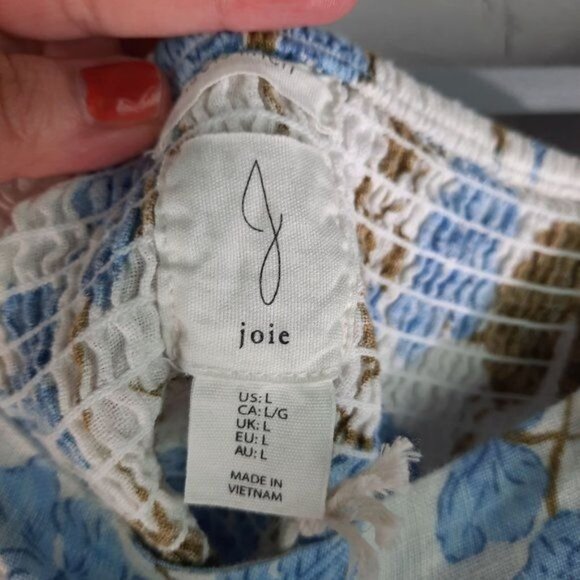 J
joie
US: L
CA: L/G
UK: L
EU: L
AU: L
MADE IN
VIETNAM